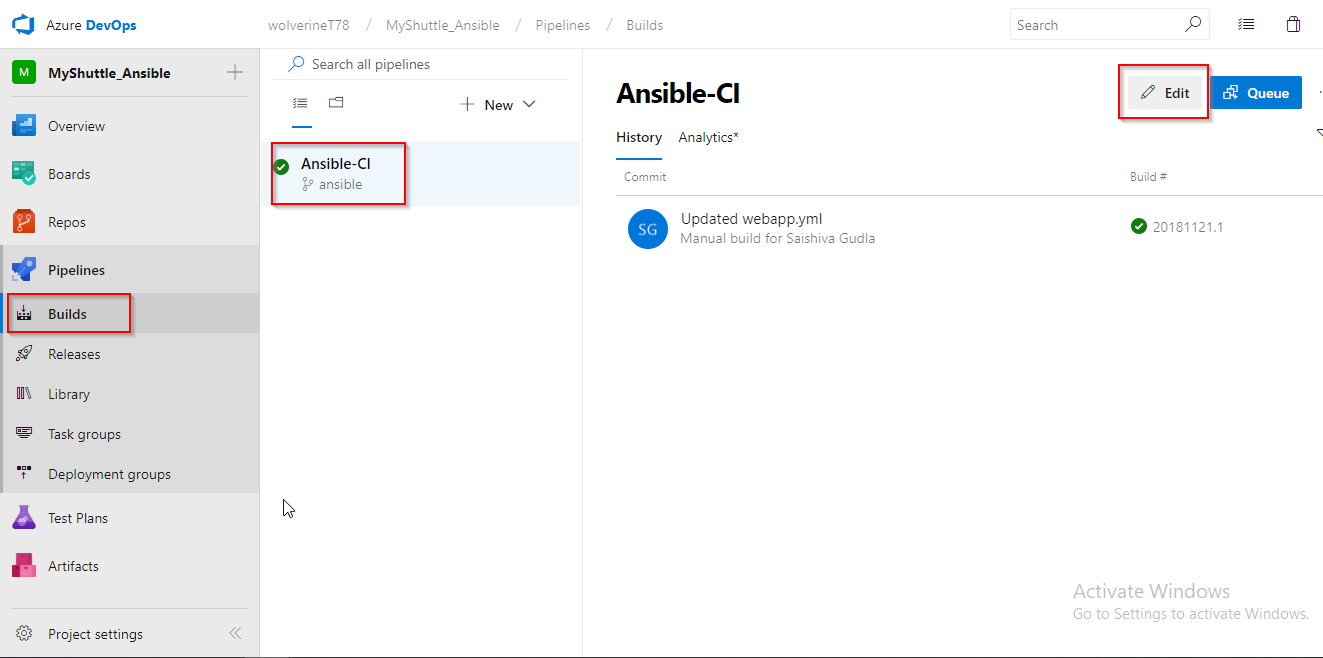 Azure DevOps
wolverineT78 / MyShuttle_Ansible / Pipelines / Builds
Search
M MyShuttle_Ansible
Overview
Boards
Repos
Pipelines
Builds
Releases
Library
Task groups
Deployment groups
Test Plans
Artifacts
Project settings
Search all pipelines
New
Ansible-CI
ansible
Ansible-CI
Edit
Queue
History Analytics*
Commit Build #
SG
Updated webapp.yml
Manual build for Saishiva Gudla
20181121.1
Activate Windows
Go to Settings to activate Windows.